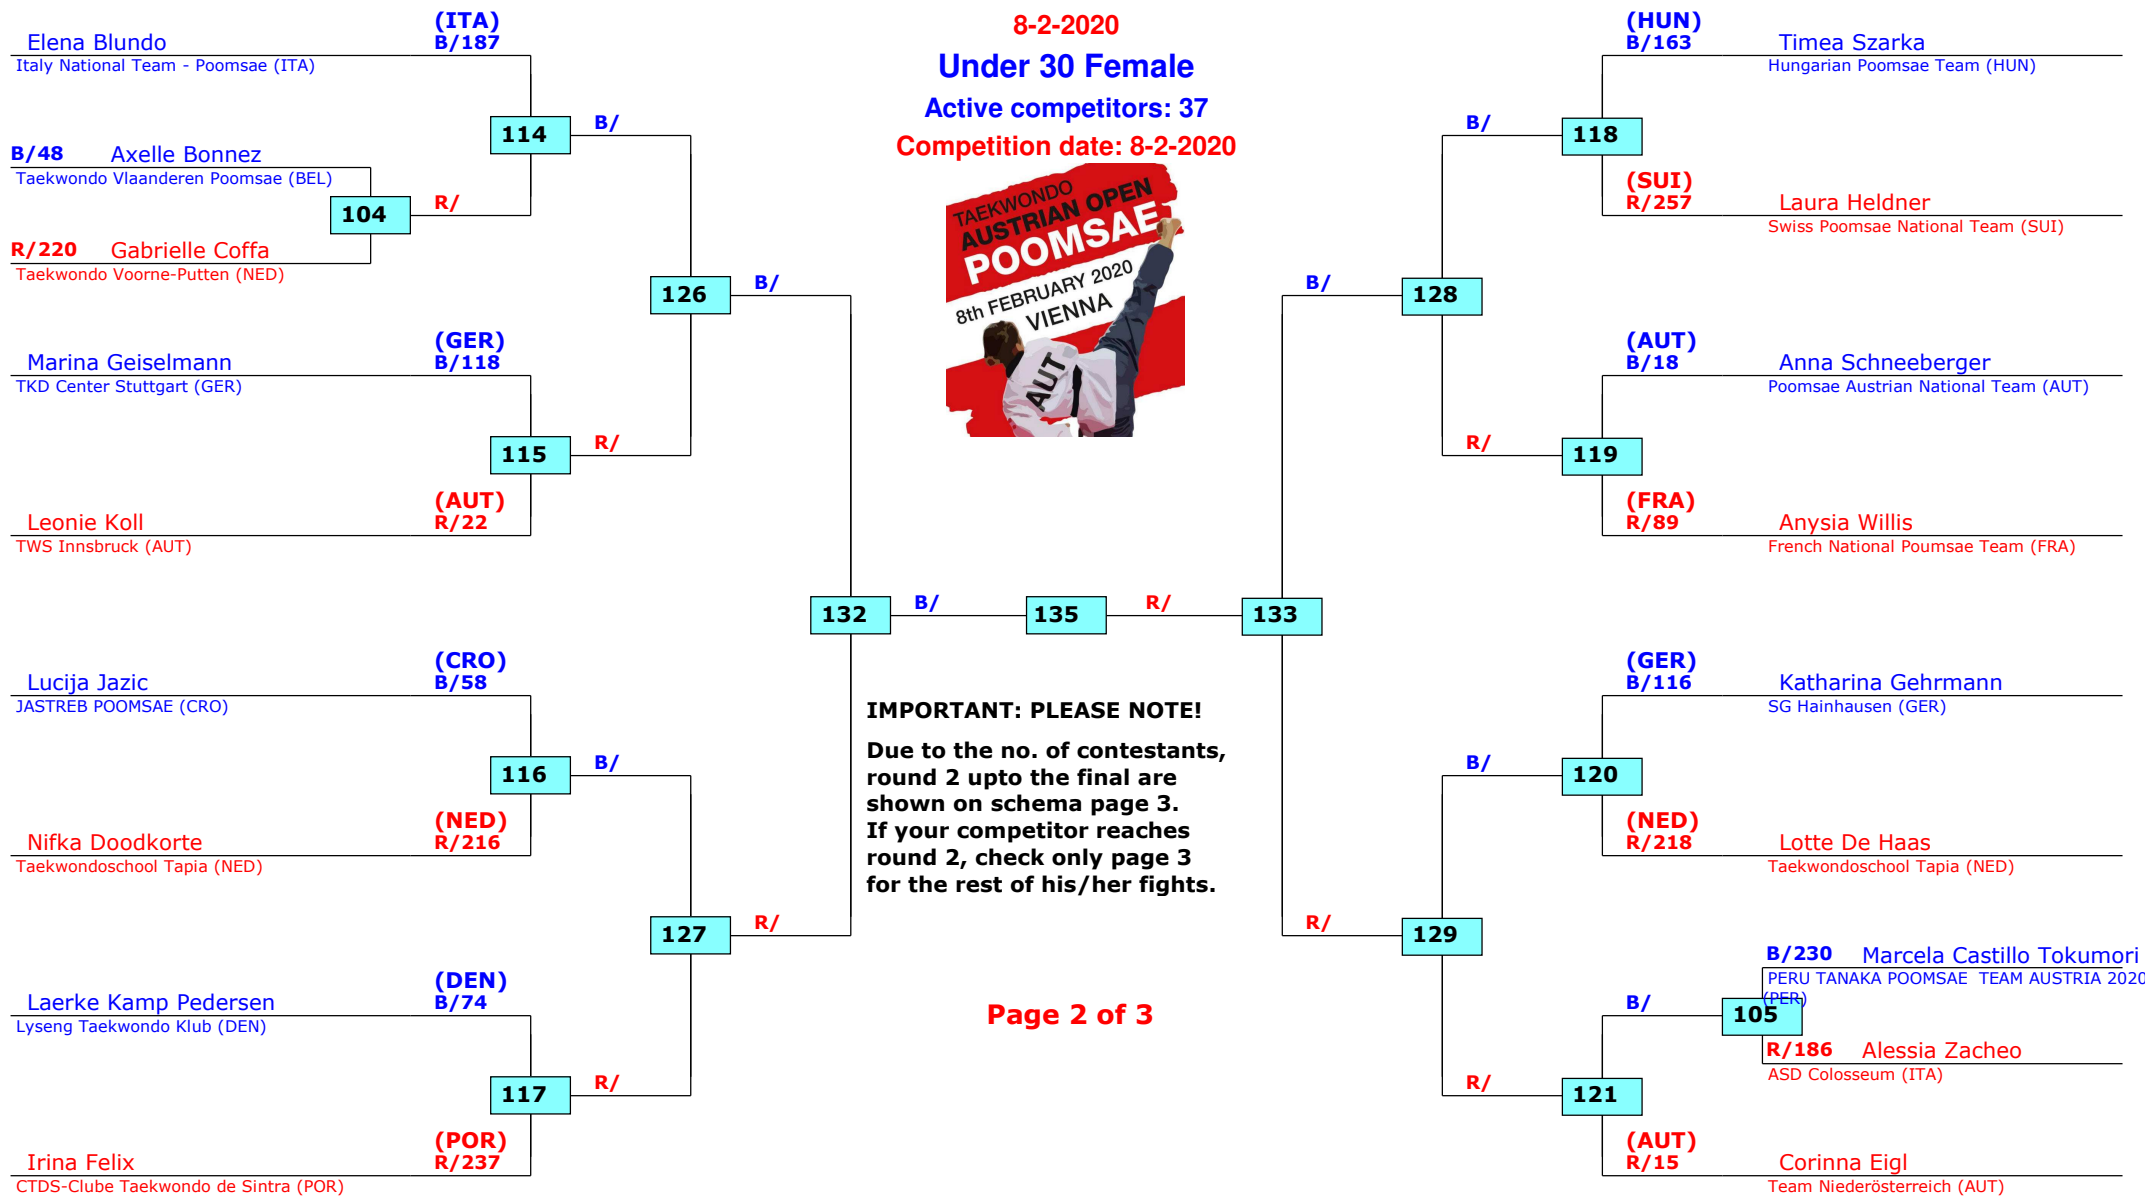 8-2-2020
Under 30 Female
Active competitors: 37
Competition date: 8-2-2020
TAEKWONDO
AUSTRIAN OPEN
POOMSAE
8th FEBRUARY 2020
VIENNA
AUT
(ITA)
Elena Blundo B/187
Italy National Team - Poomsae (ITA)
114 B/
B/48 Axelle Bonnez
Taekwondo Vlaanderen Poomsae (BEL)
104 R/
R/220 Gabrielle Coffa
Taekwondo Voorne-Putten (NED)
126 B/
(GER)
Marina Geiselmann B/118
TKD Center Stuttgart (GER)
115 R/
(AUT)
Leonie Koll R/22
TWS Innsbruck (AUT)
132 B/
135
(CRO)
Lucija Jazic B/58
JASTREB POOMSAE (CRO)
116 B/
(NED)
Nifka Doodkorte R/216
Taekwondoschool Tapia (NED)
127 R/
(DEN)
Laerke Kamp Pedersen B/74
Lyseng Taekwondo Klub (DEN)
117 R/
(POR)
Irina Felix R/237
CTDS-Clube Taekwondo de Sintra (POR)
IMPORTANT: PLEASE NOTE!
Due to the no. of contestants,
round 2 upto the final are
shown on schema page 3.
If your competitor reaches
round 2, check only page 3
for the rest of his/her fights.
Page 2 of 3
(HUN)
B/163 Timea Szarka
Hungarian Poomsae Team (HUN)
B/ 118
(SUI)
R/257 Laura Heldner
Swiss Poomsae National Team (SUI)
B/ 128
(AUT)
B/18 Anna Schneeberger
Poomsae Austrian National Team (AUT)
R/ 119
(FRA)
R/89 Anysia Willis
French National Poumsae Team (FRA)
R/ 133
(GER)
B/116 Katharina Gehrmann
SG Hainhausen (GER)
B/ 120
(NED)
R/218 Lotte De Haas
Taekwondoschool Tapia (NED)
R/ 129
B/230 Marcela Castillo Tokumori
PERU TANAKA POOMSAE TEAM AUSTRIA 2020
(PER)
B/ 105
R/186 Alessia Zacheo
ASD Colosseum (ITA)
R/ 121
(AUT)
R/15 Corinna Eigl
Team Niederösterreich (AUT)